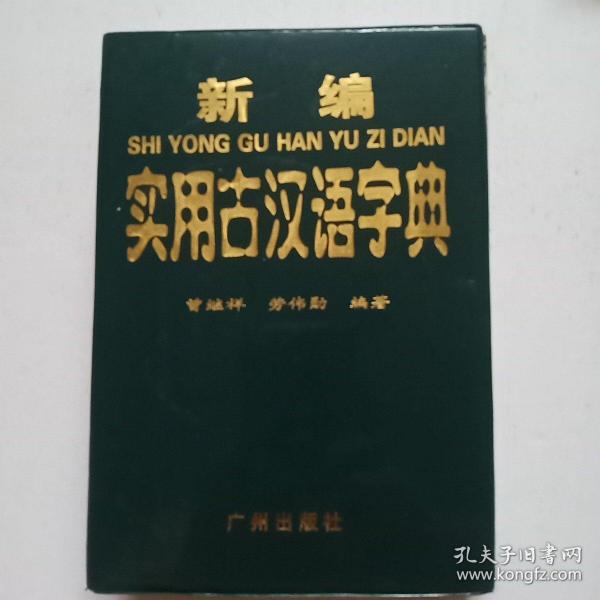 新 编
SHI YONG GU HAN YU ZI DIAN
实用古汉语字典
曾继祥 劳伟勋 编著
广州出版社
孔夫子旧书网
www.kongfz.com